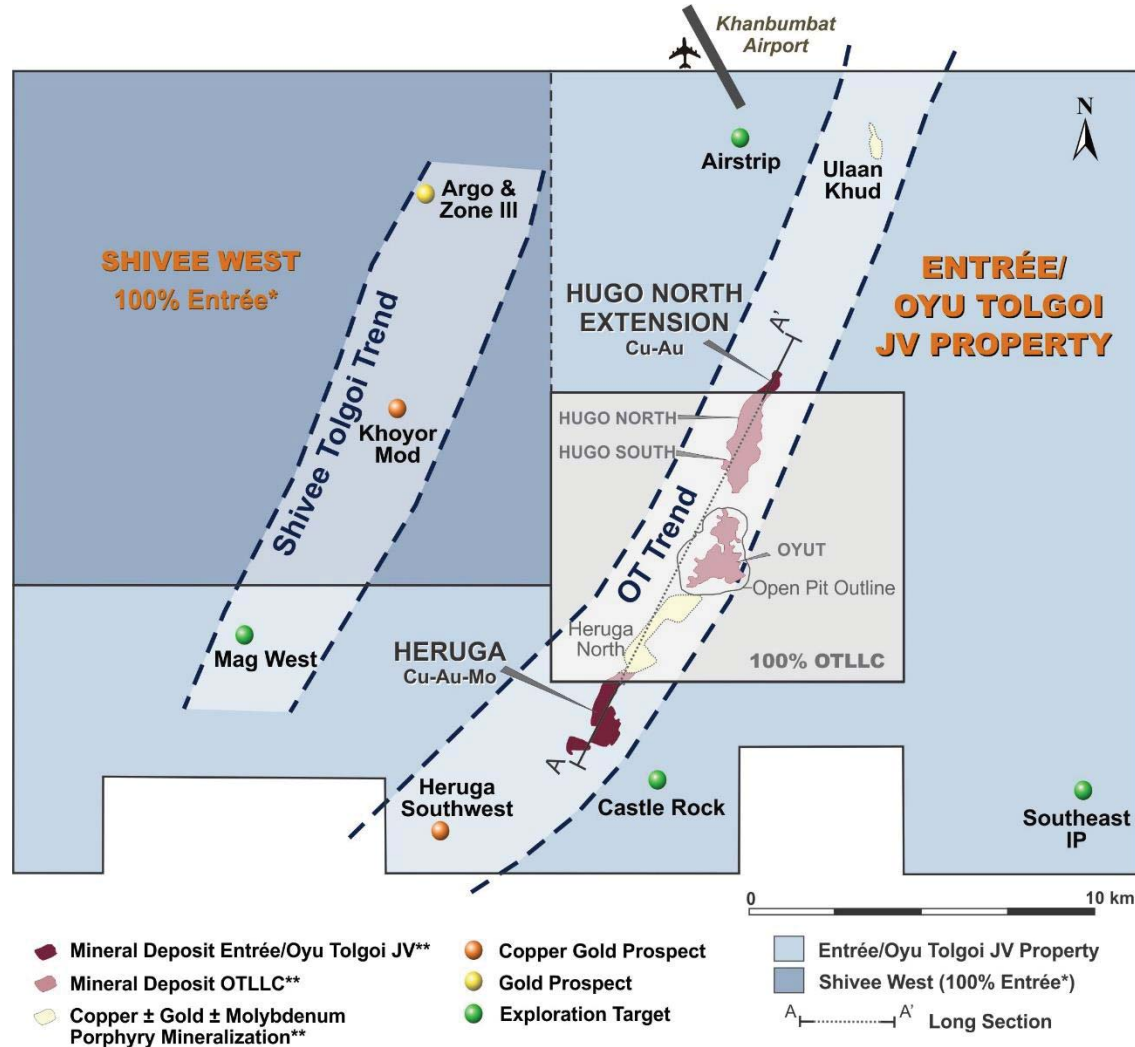 Khanbumbat
Airport
N
Airstrip
Ulaan
Khud
Argo &
Zone III
SHIVEE WEST
100% Entrée*
ENTRÉE/
OYU TOLGOI
JV PROPERTY
HUGO NORTH
EXTENSION
Cu-Au
A'
Shivee Tolgoi Trend
Khoyor
Mod
HUGO NORTH
HUGO SOUTH
OT Trend
OYUT
Open Pit Outline
Heruga
North
100% OTLLC
Mag West
HERUGA
Cu-Au-Mo
A
Heruga
Southwest
Castle Rock
Southeast
IP
0 10 km
Mineral Deposit Entrée/Oyu Tolgoi JV**
Mineral Deposit OTLLC**
Copper ± Gold ± Molybdenum
Porphyry Mineralization**
Copper Gold Prospect
Gold Prospect
Exploration Target
Entrée/Oyu Tolgoi JV Property
Shivee West (100% Entrée*)
A A' Long Section